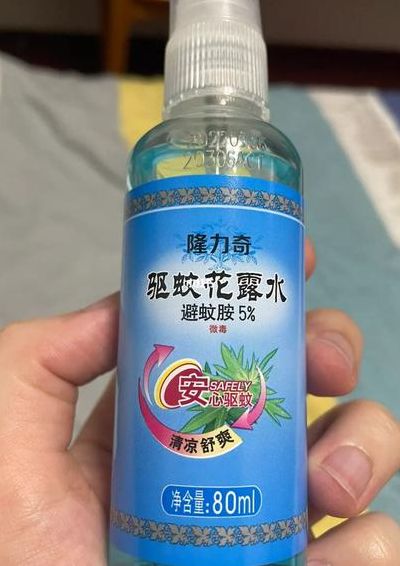 隆力奇
驱蚊花露水
避蚊胺 5%
微毒
安
SAFELY
心驱蚊
清凉舒爽
净含量:80ml